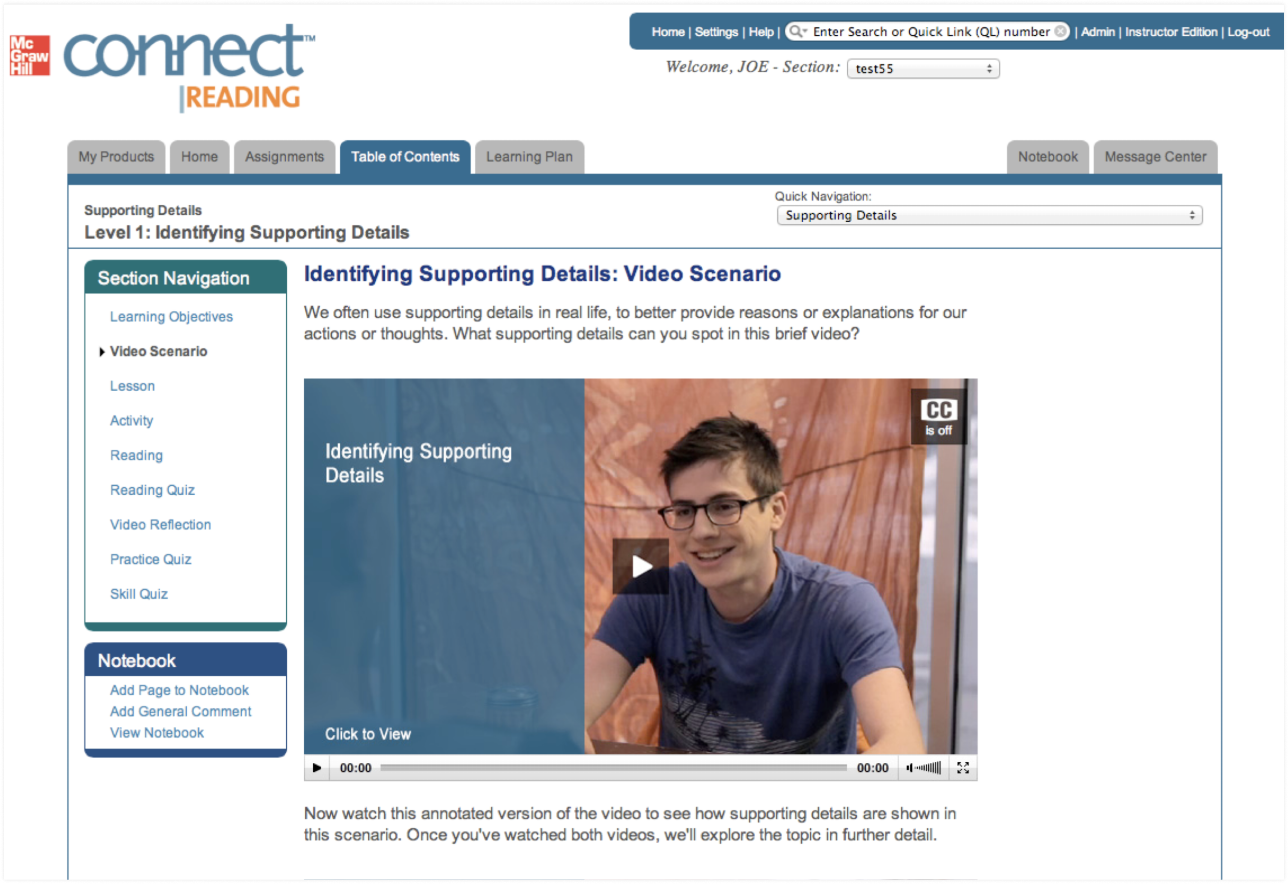 Mc
Graw
Hill
connect™
|READING
Home | Settings | Help | Enter Search or Quick Link (QL) number | Admin | Instructor Edition | Log-out
Welcome, JOE - Section: test55
My Products Home Assignments Table of Contents Learning Plan Notebook Message Center
Quick Navigation:
Supporting Details
Supporting Details
Level 1: Identifying Supporting Details
Section Navigation
Learning Objectives
Video Scenario
Lesson
Activity
Reading
Reading Quiz
Video Reflection
Practice Quiz
Skill Quiz
Notebook
Add Page to Notebook
Add General Comment
View Notebook
Identifying Supporting Details: Video Scenario
We often use supporting details in real life, to better provide reasons or explanations for our
actions or thoughts. What supporting details can you spot in this brief video?
CC
is off
Identifying Supporting
Details
Click to View
00:00 00:00
Now watch this annotated version of the video to see how supporting details are shown in
this scenario. Once you've watched both videos, we'll explore the topic in further detail.